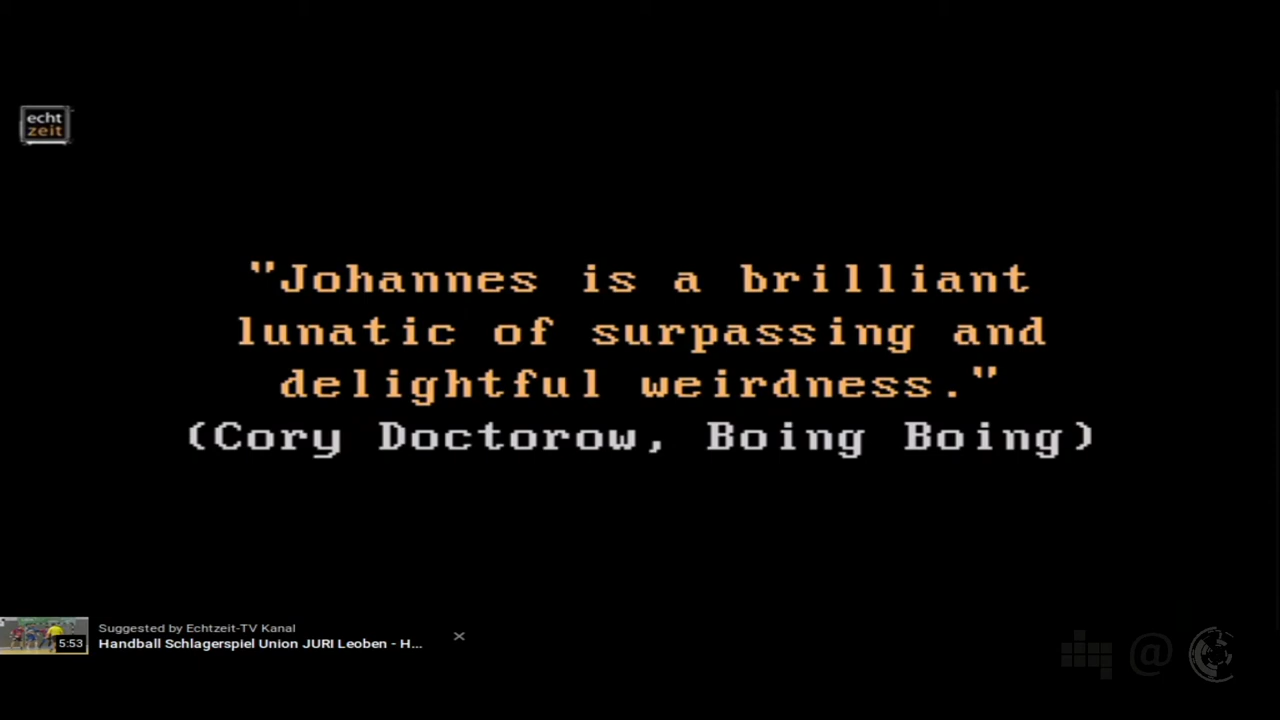 echt
zeit
"Johannes is a brilliant
lunatic of surpassing and
delightful weirdness."
(Cory Doctorow, Boing Boing)
5:53
Suggested by Echtzeit-TV Kanal
Handball Schlagerspiel Union JURI Leoben - H...
@